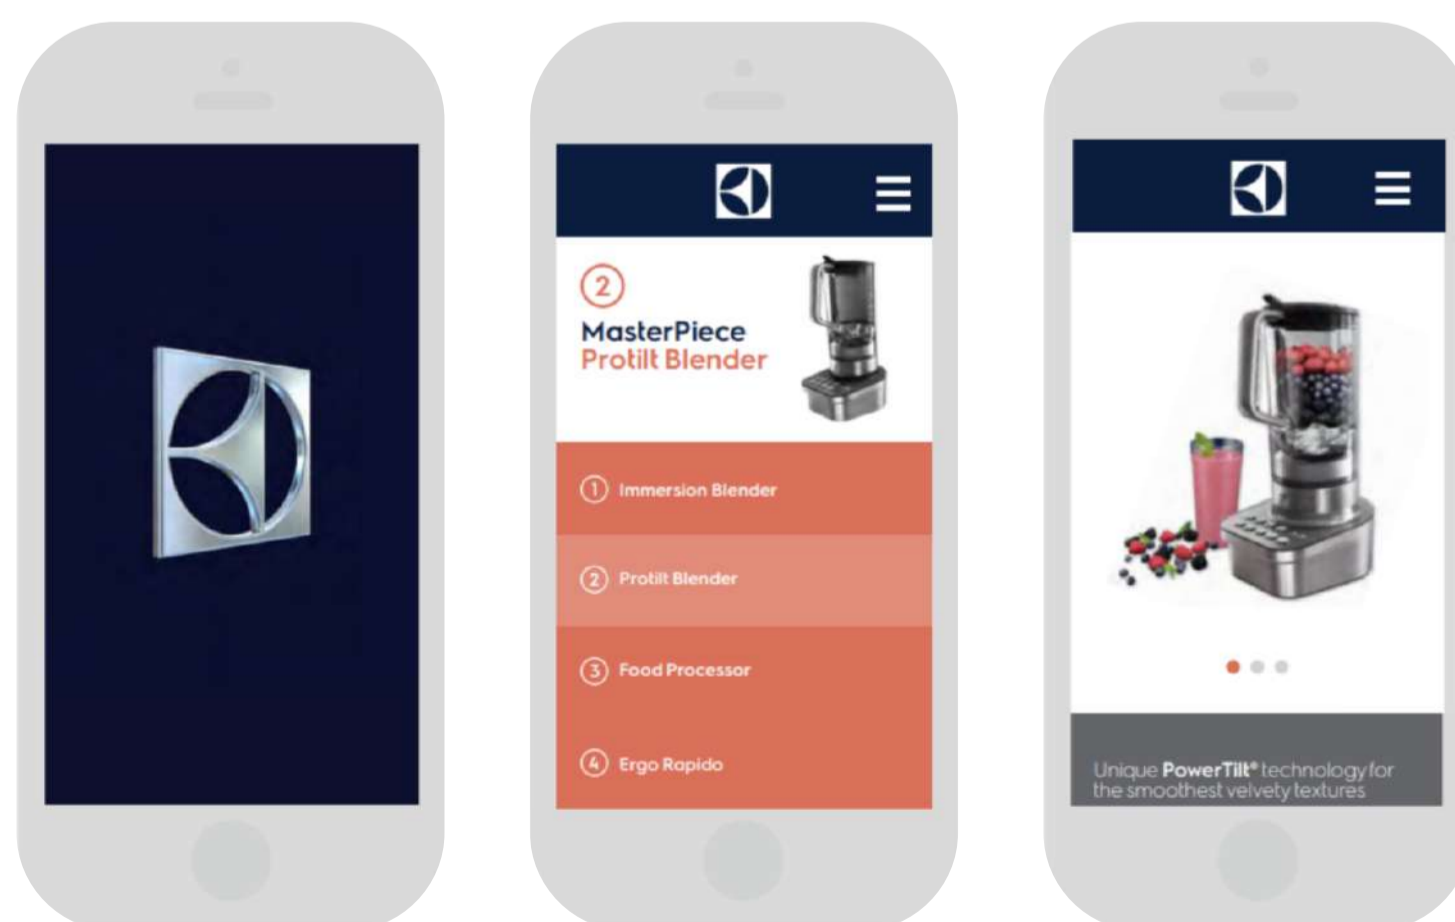 2
MasterPiece
Protilt Blender
1 Immersion Blender
2 Protilt Blender
3 Food Processor
4 Ergo Rapido
Unique PowerTilt® technology for
the smoothest velvety textures